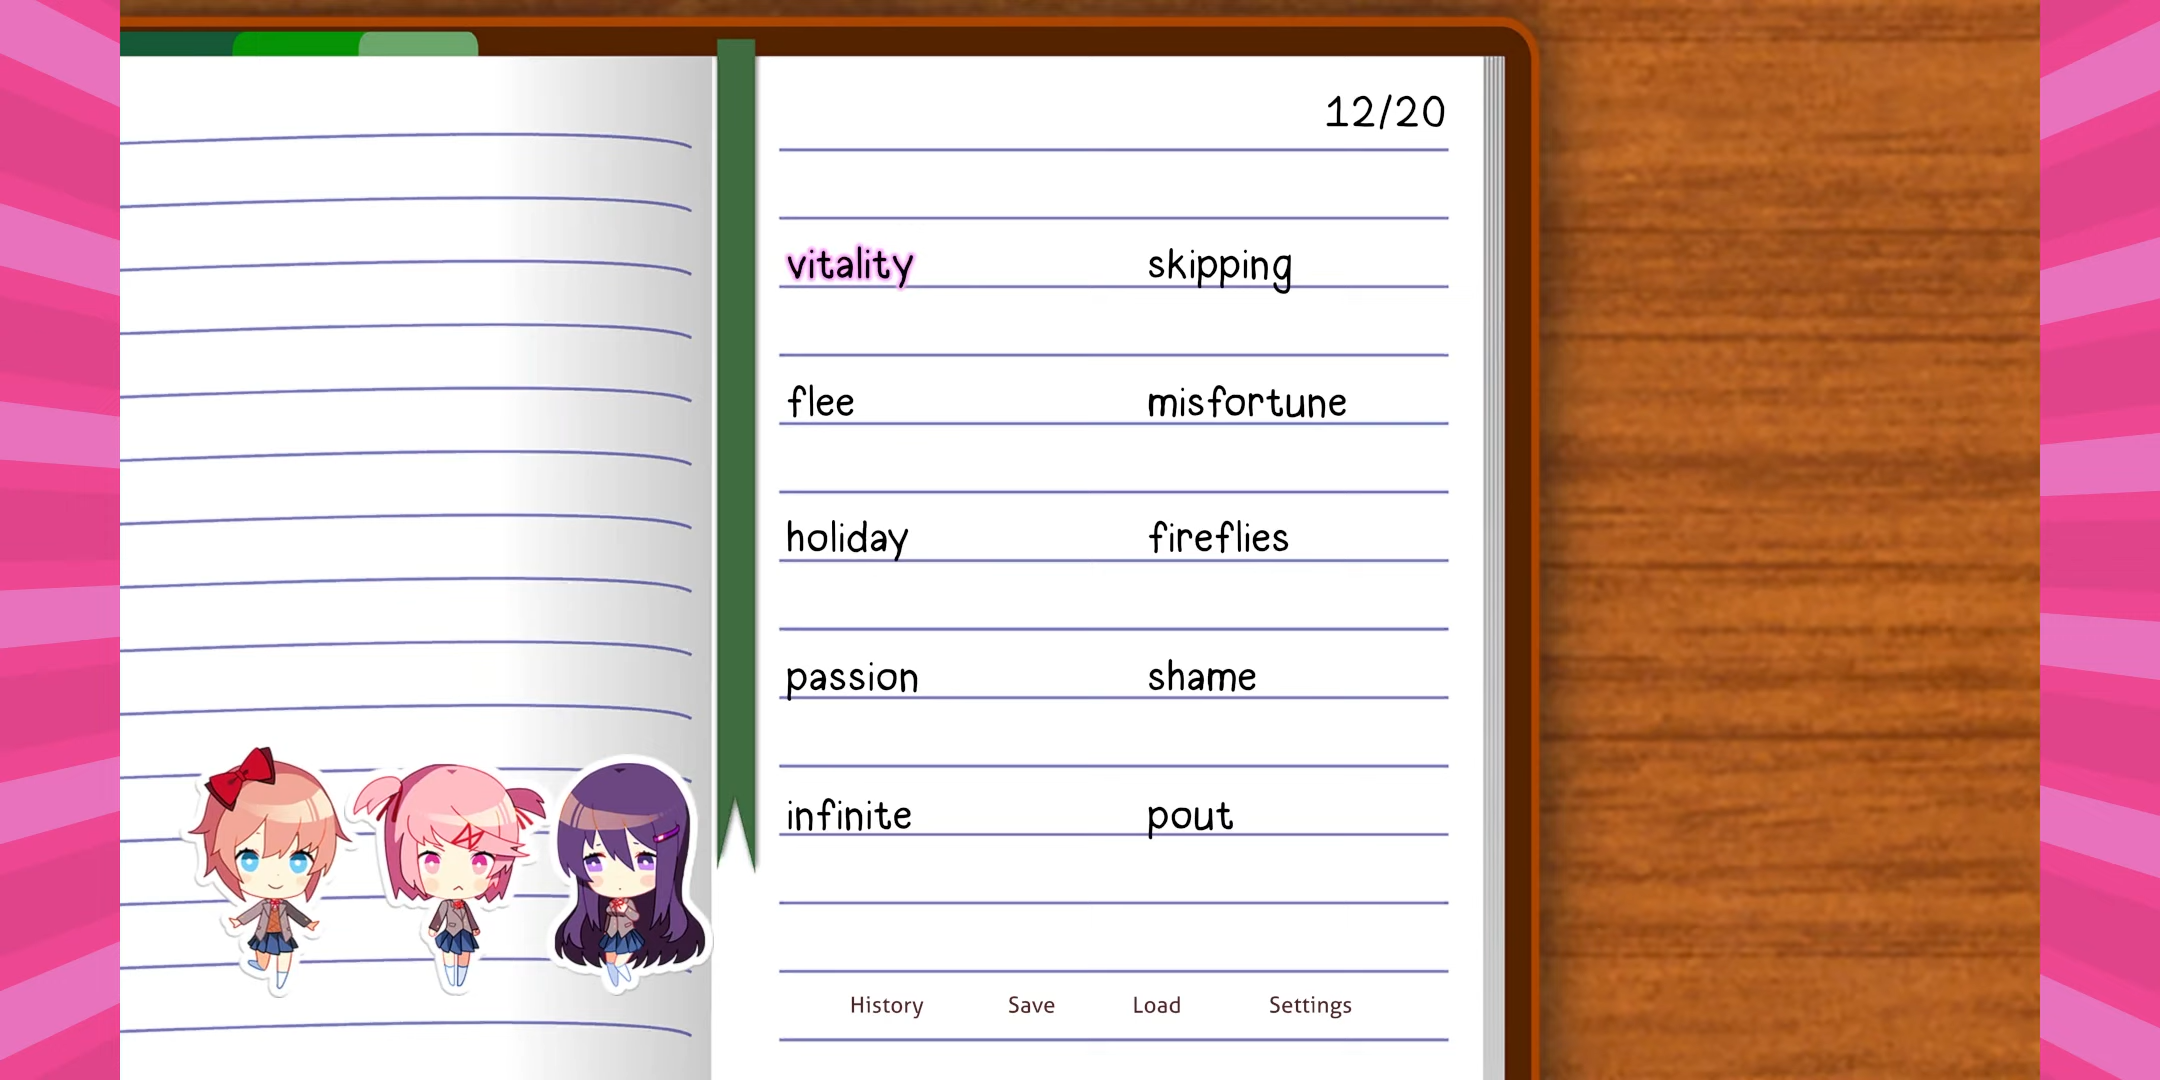 12/20
vitality skipping
flee misfortune
holiday fireflies
passion shame
infinite pout
History Save Load Settings